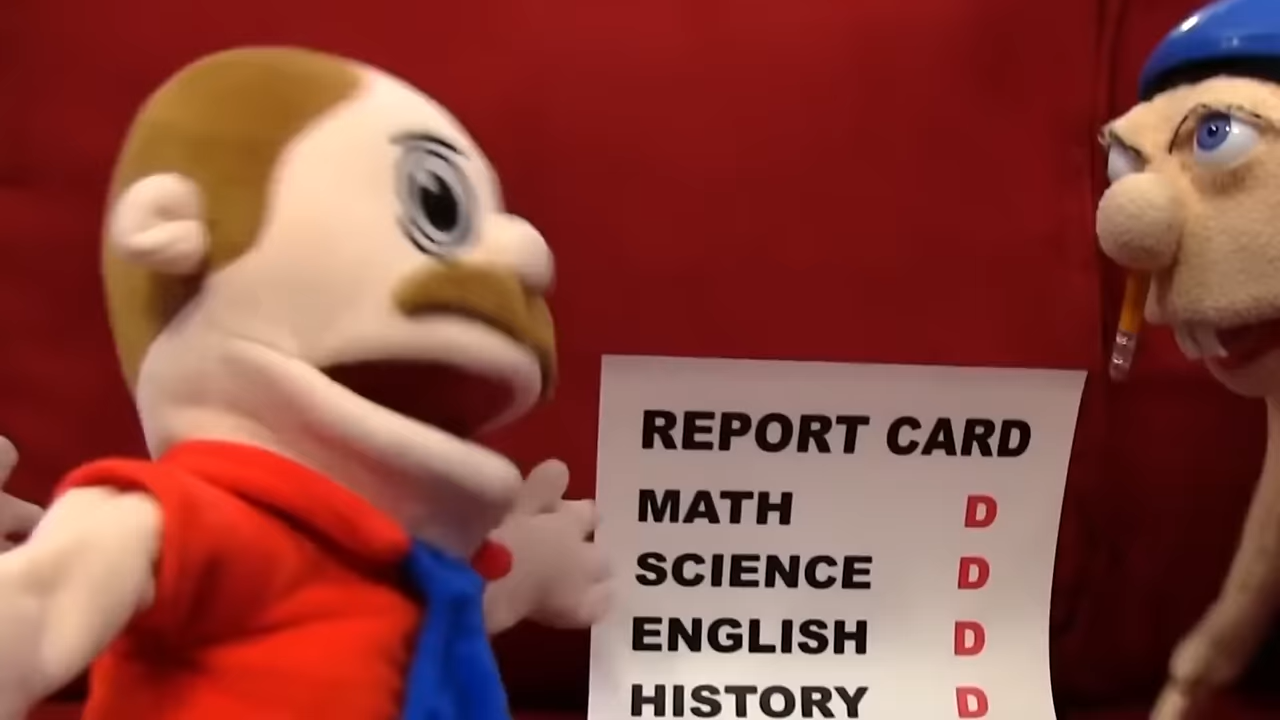 REPORT CARD
MATH D
SCIENCE D
ENGLISH D
HISTORY D